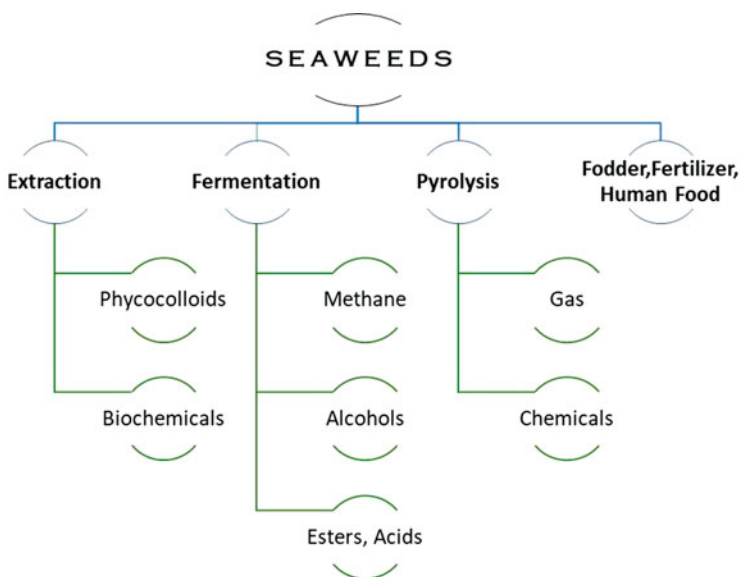 SEAWEEDS
Extraction
Fermentation
Pyrolysis
Fodder,Fertilizer,
Human Food
Phycocolloids
Methane
Gas
Biochemicals
Alcohols
Chemicals
Esters, Acids